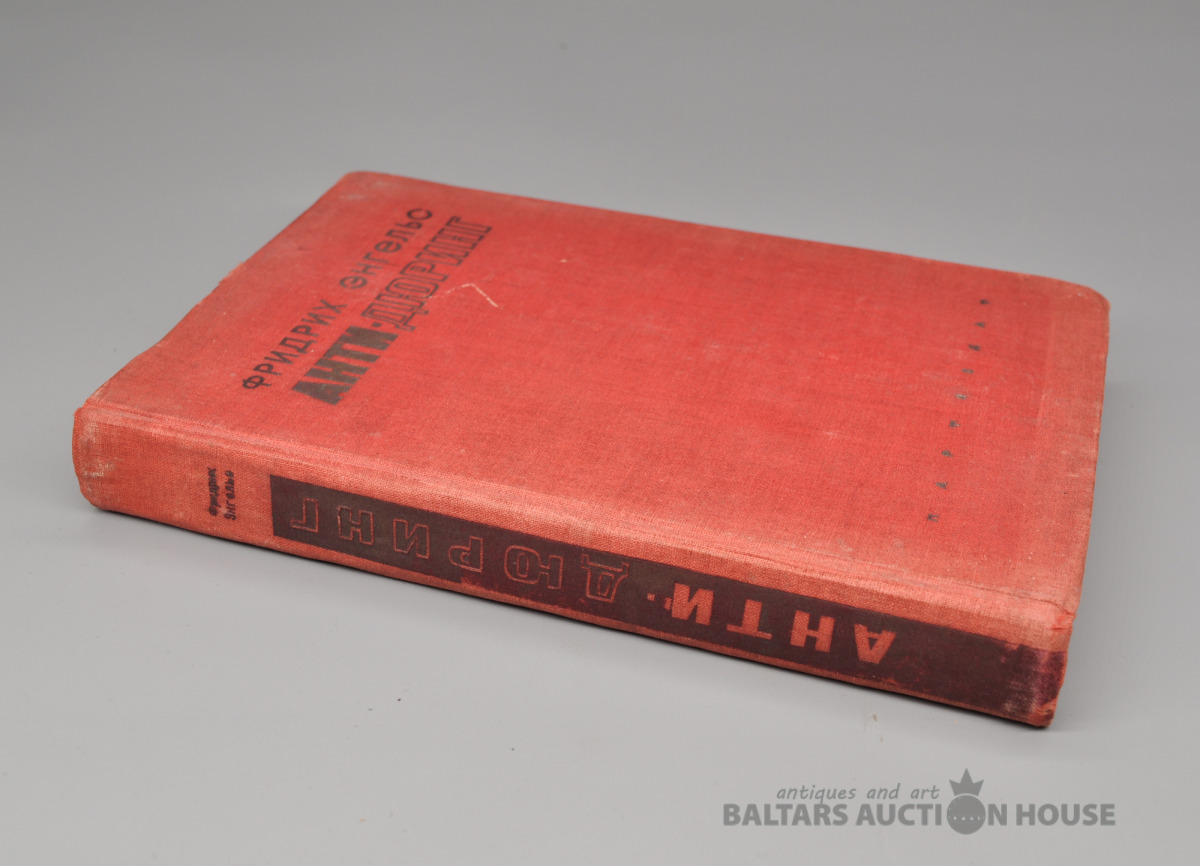 ФРИДРИХ ЭНГЕЛЬС
АНТИ-ДЮРИНГ
Фридрих
Энгельс
АНТИ-ДЮРИНГ
antiques and art
BALTARS AUCTION HOUSE